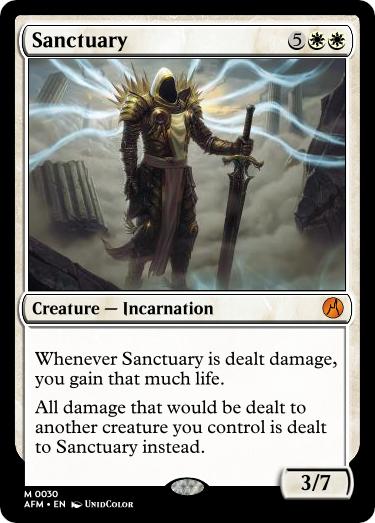 Sanctuary 5
Creature — Incarnation
Whenever Sanctuary is dealt damage,
you gain that much life.
All damage that would be dealt to
another creature you control is dealt
to Sanctuary instead.
3/7
M 0030
AFM • EN UnidColor